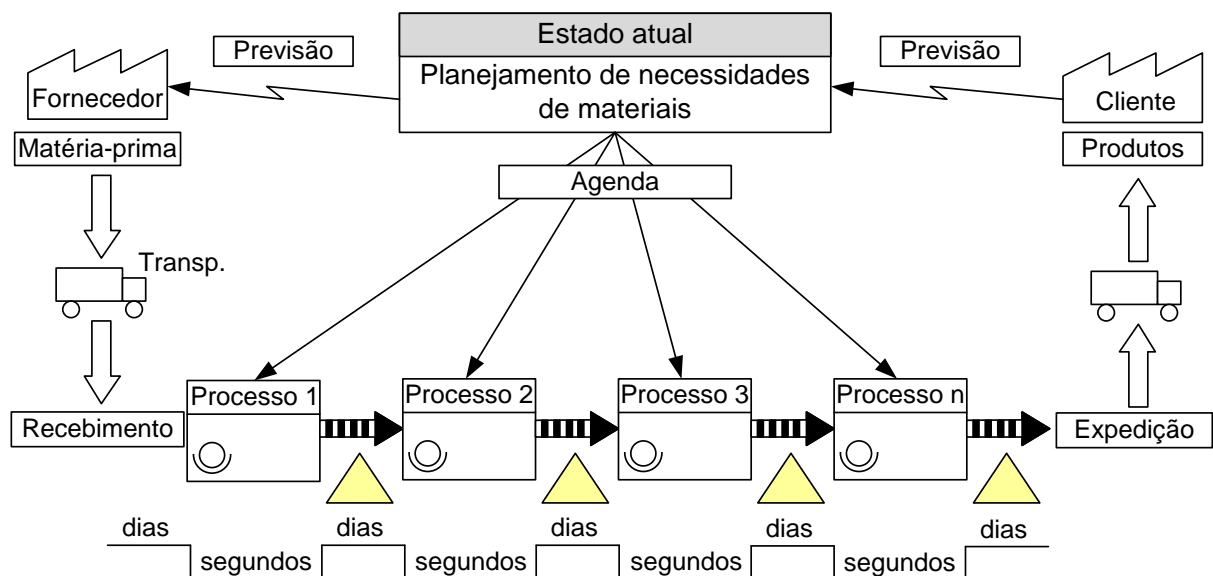 Estado atual
Previsão
Previsão
Planejamento de necessidades
de materiais
Fornecedor
Cliente
Matéria-prima
Produtos
Agenda
Transp.
Processo 1
Processo 2
Processo 3
Processo n
Recebimento
Expedição
dias
dias
dias
dias
dias
segundos
segundos
segundos
segundos